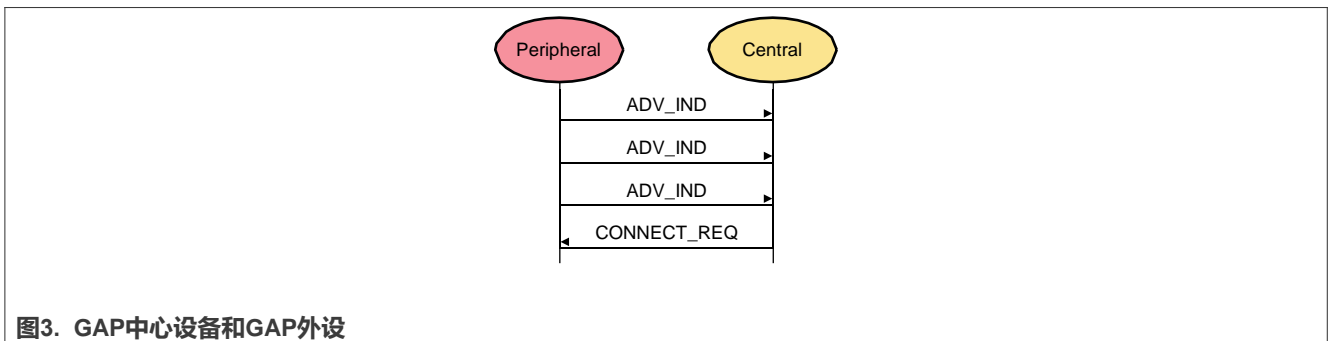 Peripheral Central
ADV_IND
ADV_IND
ADV_IND
CONNECT_REQ
图3. GAP中心设备和GAP外设